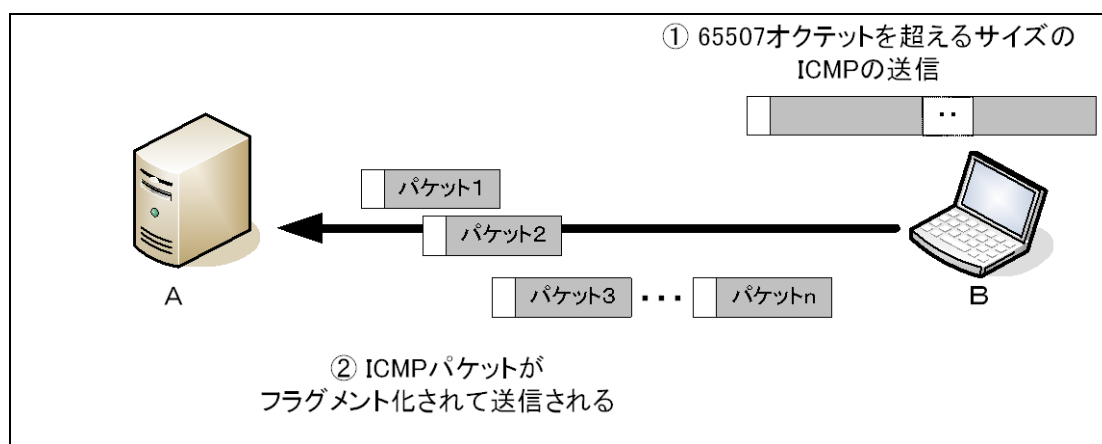 ① 65507オクテットを超えるサイズの
ICMPの送信
‥
パケット1
パケット2
パケット3 ･･･ パケットn
A
B
② ICMPパケットが
フラグメント化されて送信される